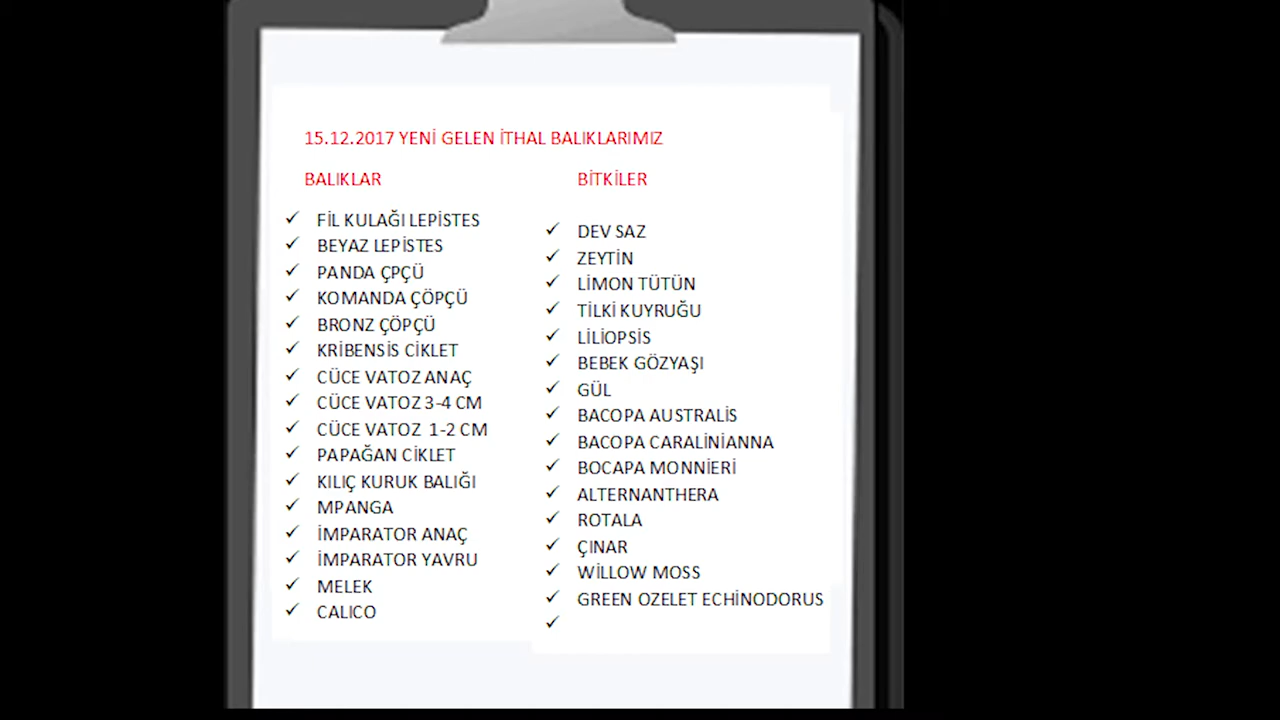 15.12.2017 YENİ GELEN İTHAL BALIKLARIMIZ
BALIKLAR
FİL KULAĞI LEPİSTES
BEYAZ LEPİSTES
PANDA ÇPÇÜ
KOMANDA ÇÖPÇÜ
BRONZ ÇÖPÇÜ
KRİBENSİS CİKLET
CÜCE VATOZ ANAÇ
CÜCE VATOZ 3-4 CM
CÜCE VATOZ 1-2 CM
PAPAĞAN CİKLET
KILIÇ KURUK BALIĞI
MPANGA
İMPARATOR ANAÇ
İMPARATOR YAVRU
MELEK
CALICO
BİTKİLER
DEV SAZ
ZEYTİN
LİMON TÜTÜN
TİLKİ KUYRUĞU
LİLİOPSİS
BEBEK GÖZYAŞI
GÜL
BACOPA AUSTRALİS
BACOPA CARALİNİANNA
BOCAPA MONNİERİ
ALTERNANTHERA
ROTALA
ÇINAR
WİLLOW MOSS
GREEN OZELET ECHİNODORUS